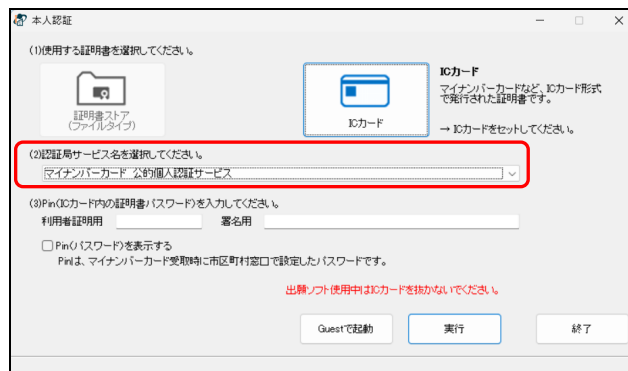 本人認証
(1)使用する証明書を選択してください。
証明書ストア
(ファイルタイプ)
ICカード
ICカード
マイナンバーカードなど、ICカード形式
で発行された証明書です。
→ ICカードをセットしてください。
(2)認証局サービス名を選択してください。
マイナンバーカード 公的個人認証サービス
(3)Pin(ICカード内の証明書パスワード)を入力してください。
利用者証明用
署名用
Pin(パスワード)を表示する
Pinは、マイナンバーカード受取時に市区町村窓口で設定したパスワードです。
出願ソフト使用中はICカードを抜かないでください。
Guestで起動
実行
終了